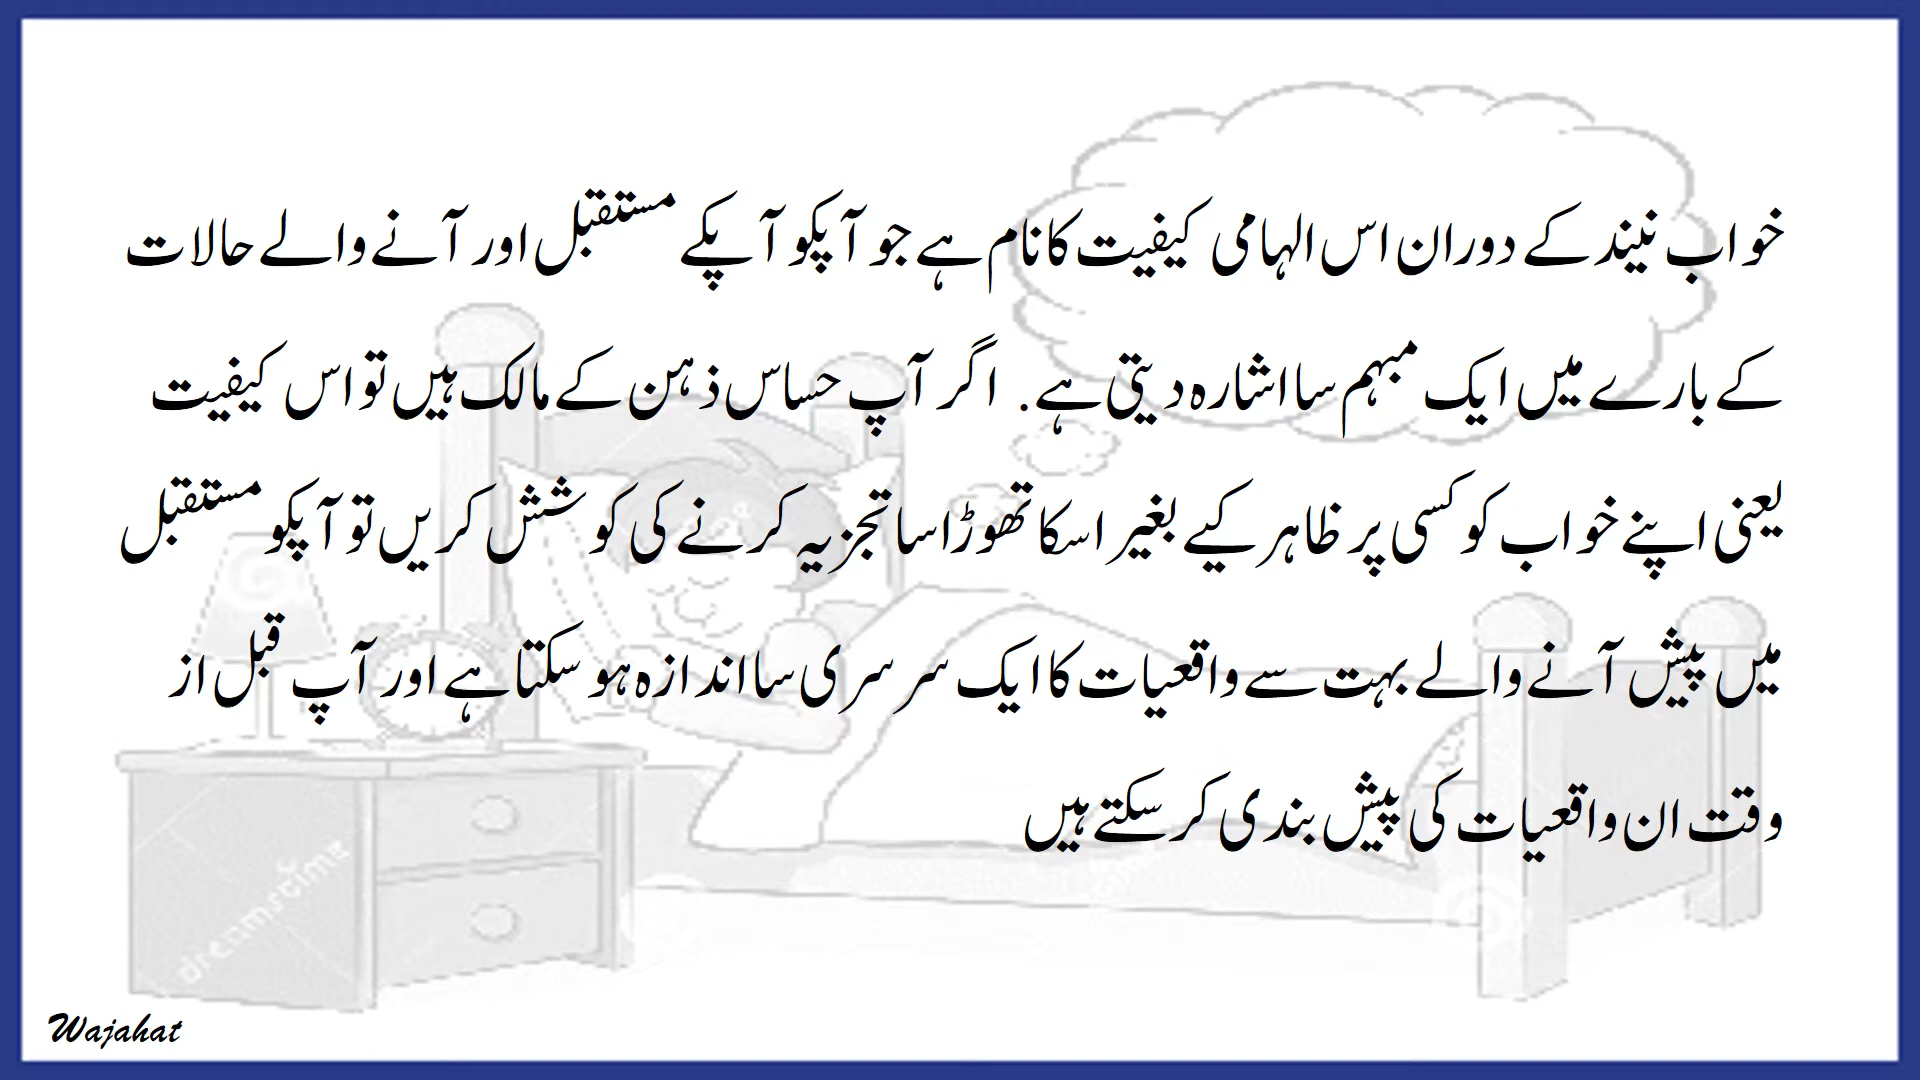 خواب نیند کے دوران اس الہامی کیفیت کا نام ہے جو آپکو آپکے مستقبل اور آنے والے حالات
کے بارے میں ایک مبہم سا اشارہ دیتی ہے. اگر آپ حساس ذہن کے مالک ہیں تو اس کیفیت
یعنی اپنے خواب کو کسی پر ظاہر کیے بغیر اسکا تھوڑا سا تجزیہ کرنے کی کوشش کریں تو آپکو مستقبل
میں پیش آنے والے بہت سے واقعیات کا ایک سرسری سا اندازہ ہو سکتا ہے اور آپ قبل از
وقت ان واقعیات کی پیش بندی کر سکتے ہیں
dreamstime
Wajahat